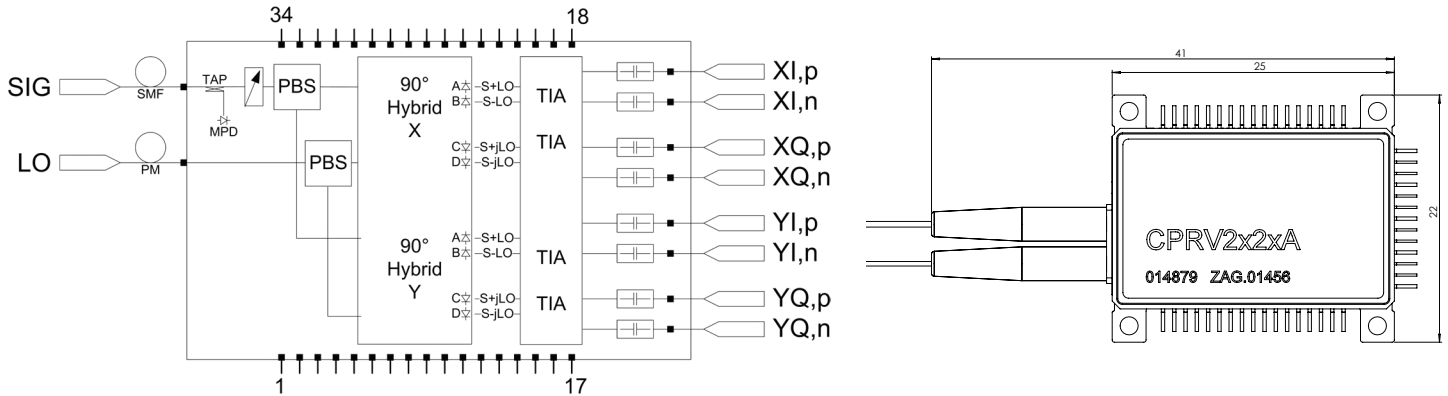 34 18
SIG
SMF
TAP
MPD
PBS
LO
PM
PBS
90°
Hybrid
X
A S+LO
B S-LO
C S+jLO
D S-jLO
90°
Hybrid
Y
A S+LO
B S-LO
C S+jLO
D S-jLO
TIA
TIA
TIA
TIA
XI,p
XI,n
XQ,p
XQ,n
YI,p
YI,n
YQ,p
YQ,n
1 17
41
25
22
CPRV2x2xA
014879 ZAG.01456